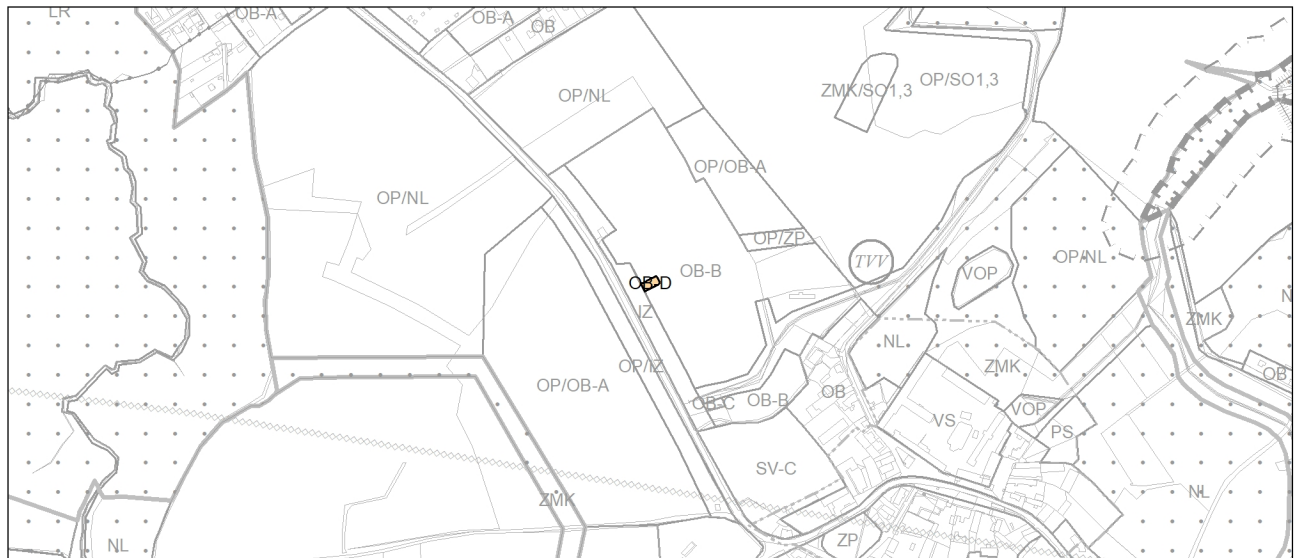 LR
OB-A
OB-A
OB
OP/NL
ZMK/SO1,3
OP/SO1,3
OP/OB-A
OP/NL
OP/ZP
TVV
OB-B
VOP
OP/NL
OB-D
IZ
ZMK
NL
ZMK
OP/IZ
OP/OB-A
OB
OB-B
OB
OB-C
VOP
VS
PS
SV-C
NL
ZMK
ZP
NL